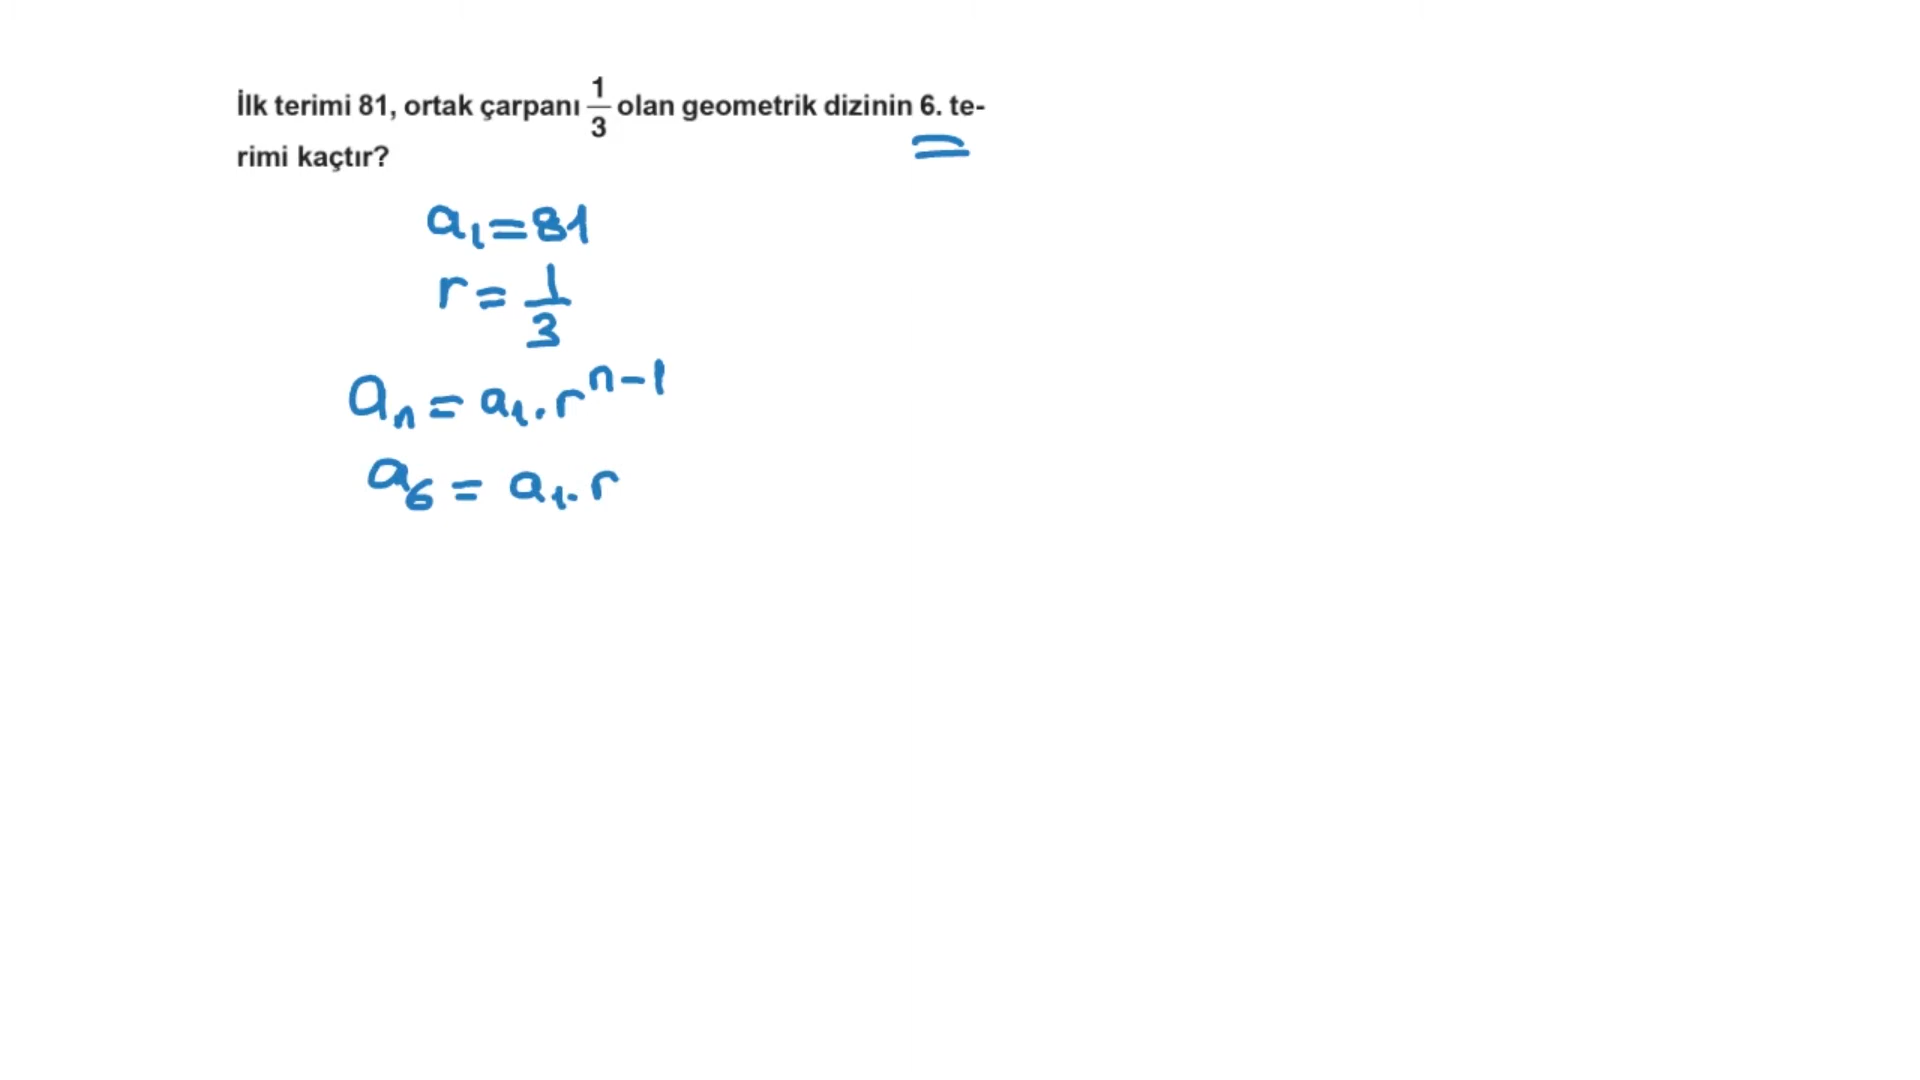 İlk terimi 81, ortak çarpanı 1/3 olan geometrik dizinin 6. te-
rimi kaçtır?
a₁=81
r=1/3
aₙ=a₁.rⁿ⁻¹
a₆=a₁.r